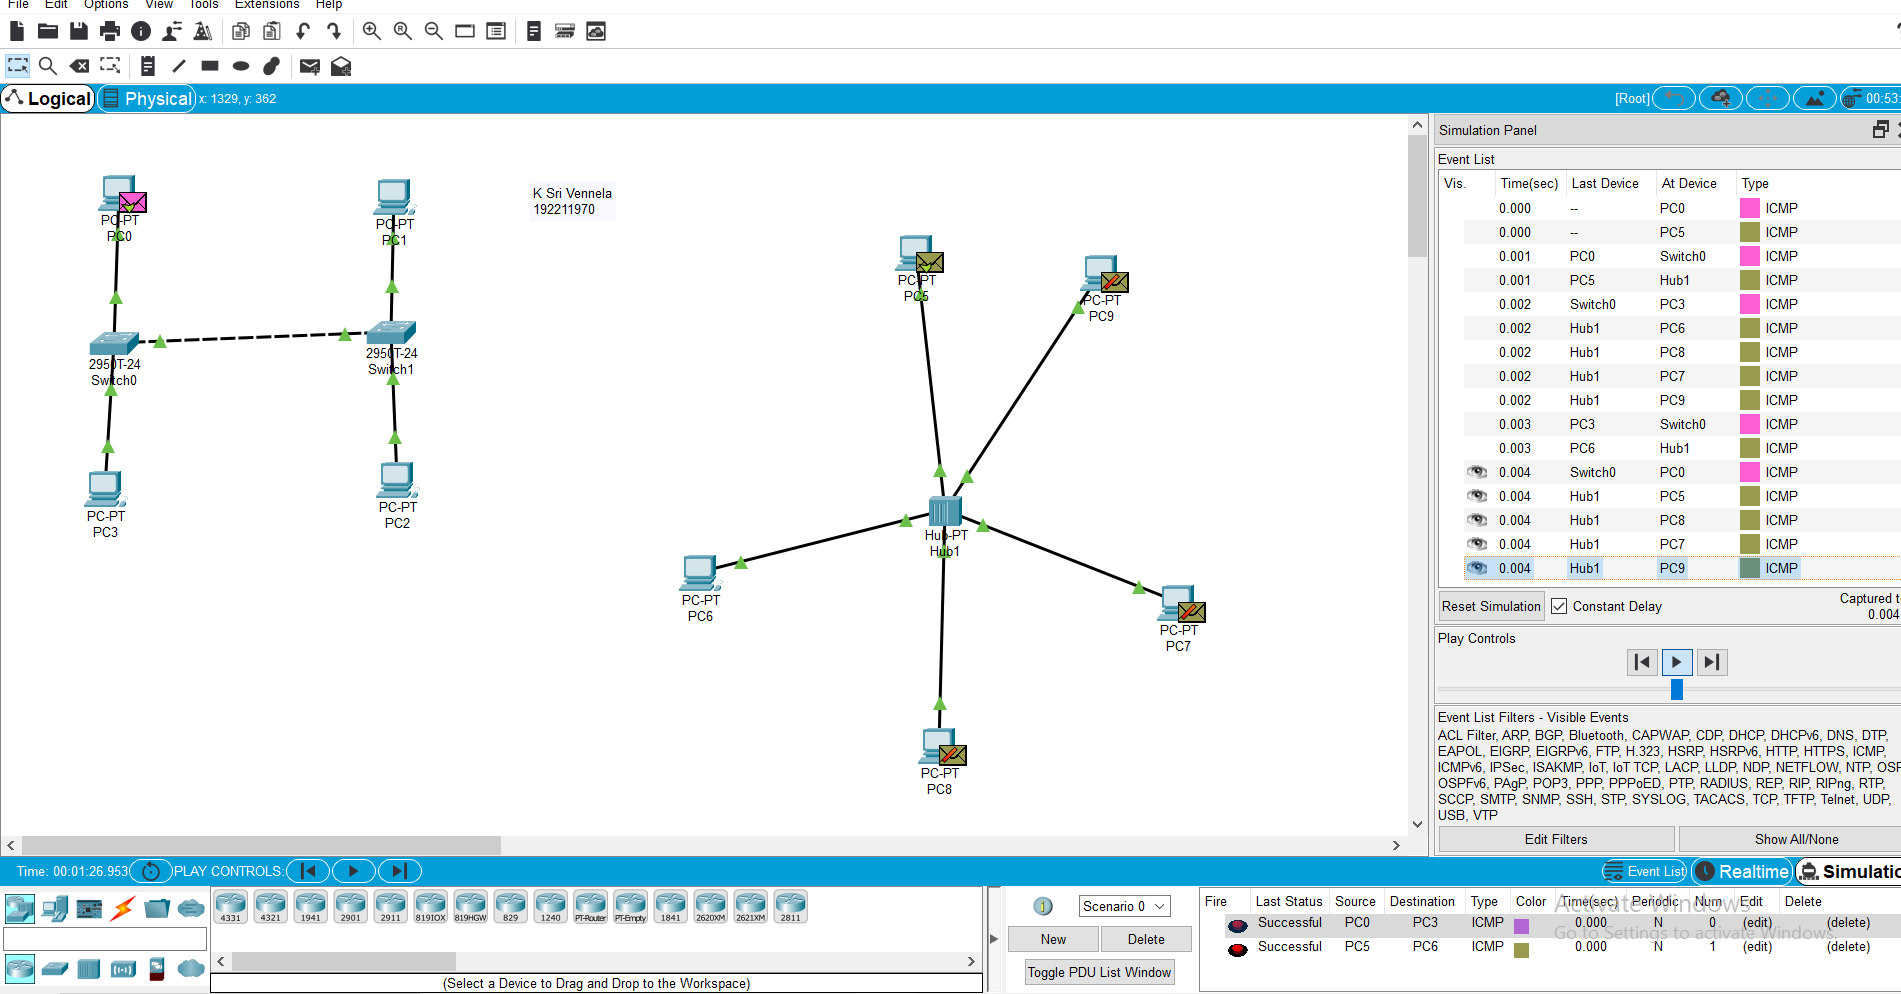 File Edit Options View Tools Extensions Help
Logical Physical x: 1329, y: 362 [Root] 00:53:
K Sri Vennela
192211970
PC-PT
PC0
PC-PT
PC1
2950T-24
Switch0
2950T-24
Switch1
PC-PT
PC3
PC-PT
PC2
PC-PT
PC5
PC-PT
PC9
Hub-PT
Hub1
PC-PT
PC6
PC-PT
PC7
PC-PT
PC8
Simulation Panel
Event List
Vis. Time(sec) Last Device At Device Type
0.000 -- PC0 ICMP
0.000 -- PC5 ICMP
0.001 PC0 Switch0 ICMP
0.001 PC5 Hub1 ICMP
0.002 Switch0 PC3 ICMP
0.002 Hub1 PC6 ICMP
0.002 Hub1 PC8 ICMP
0.002 Hub1 PC7 ICMP
0.002 Hub1 PC9 ICMP
0.003 PC3 Switch0 ICMP
0.003 PC6 Hub1 ICMP
0.004 Switch0 PC0 ICMP
0.004 Hub1 PC5 ICMP
0.004 Hub1 PC8 ICMP
0.004 Hub1 PC7 ICMP
0.004 Hub1 PC9 ICMP
Reset Simulation Constant Delay Captured t
0.004
Play Controls
Event List Filters - Visible Events
ACL Filter, ARP, BGP, Bluetooth, CAPWAP, CDP, DHCP, DHCPv6, DNS, DTP,
EAPOL, EIGRP, EIGRPv6, FTP, H.323, HSRP, HSRPv6, HTTP, HTTPS, ICMP,
ICMPv6, IPSec, ISAKMP, IoT, IoT TCP, LACP, LLDP, NDP, NETFLOW, NTP, OSP
OSPFv6, PAgP, POP3, PPP, PPPoED, PTP, RADIUS, REP, RIP, RIPng, RTP,
SCCP, SMTP, SNMP, SSH, STP, SYSLOG, TACACS, TCP, TFTP, Telnet, UDP,
USB, VTP
Edit Filters Show All/None
Time: 00:01:26.953 PLAY CONTROLS: Event List Realtime Simulatio
4331 4321 1941 2901 2911 819IOX 819HGW 829 1240 PT-Router PT-Empty 1841 2620XM 2621XM 2811
(Select a Device to Drag and Drop to the Workspace)
1 Scenario 0
New Delete
Toggle PDU List Window
Fire Last Status Source Destination Type Color Time(sec) Periodic Num Edit Delete
Successful PC0 PC3 ICMP 0.000 N 0 (edit) (delete)
Successful PC5 PC6 ICMP 0.000 N 1 (edit) (delete)
Activate Windows
Go to Settings to activate Windows.